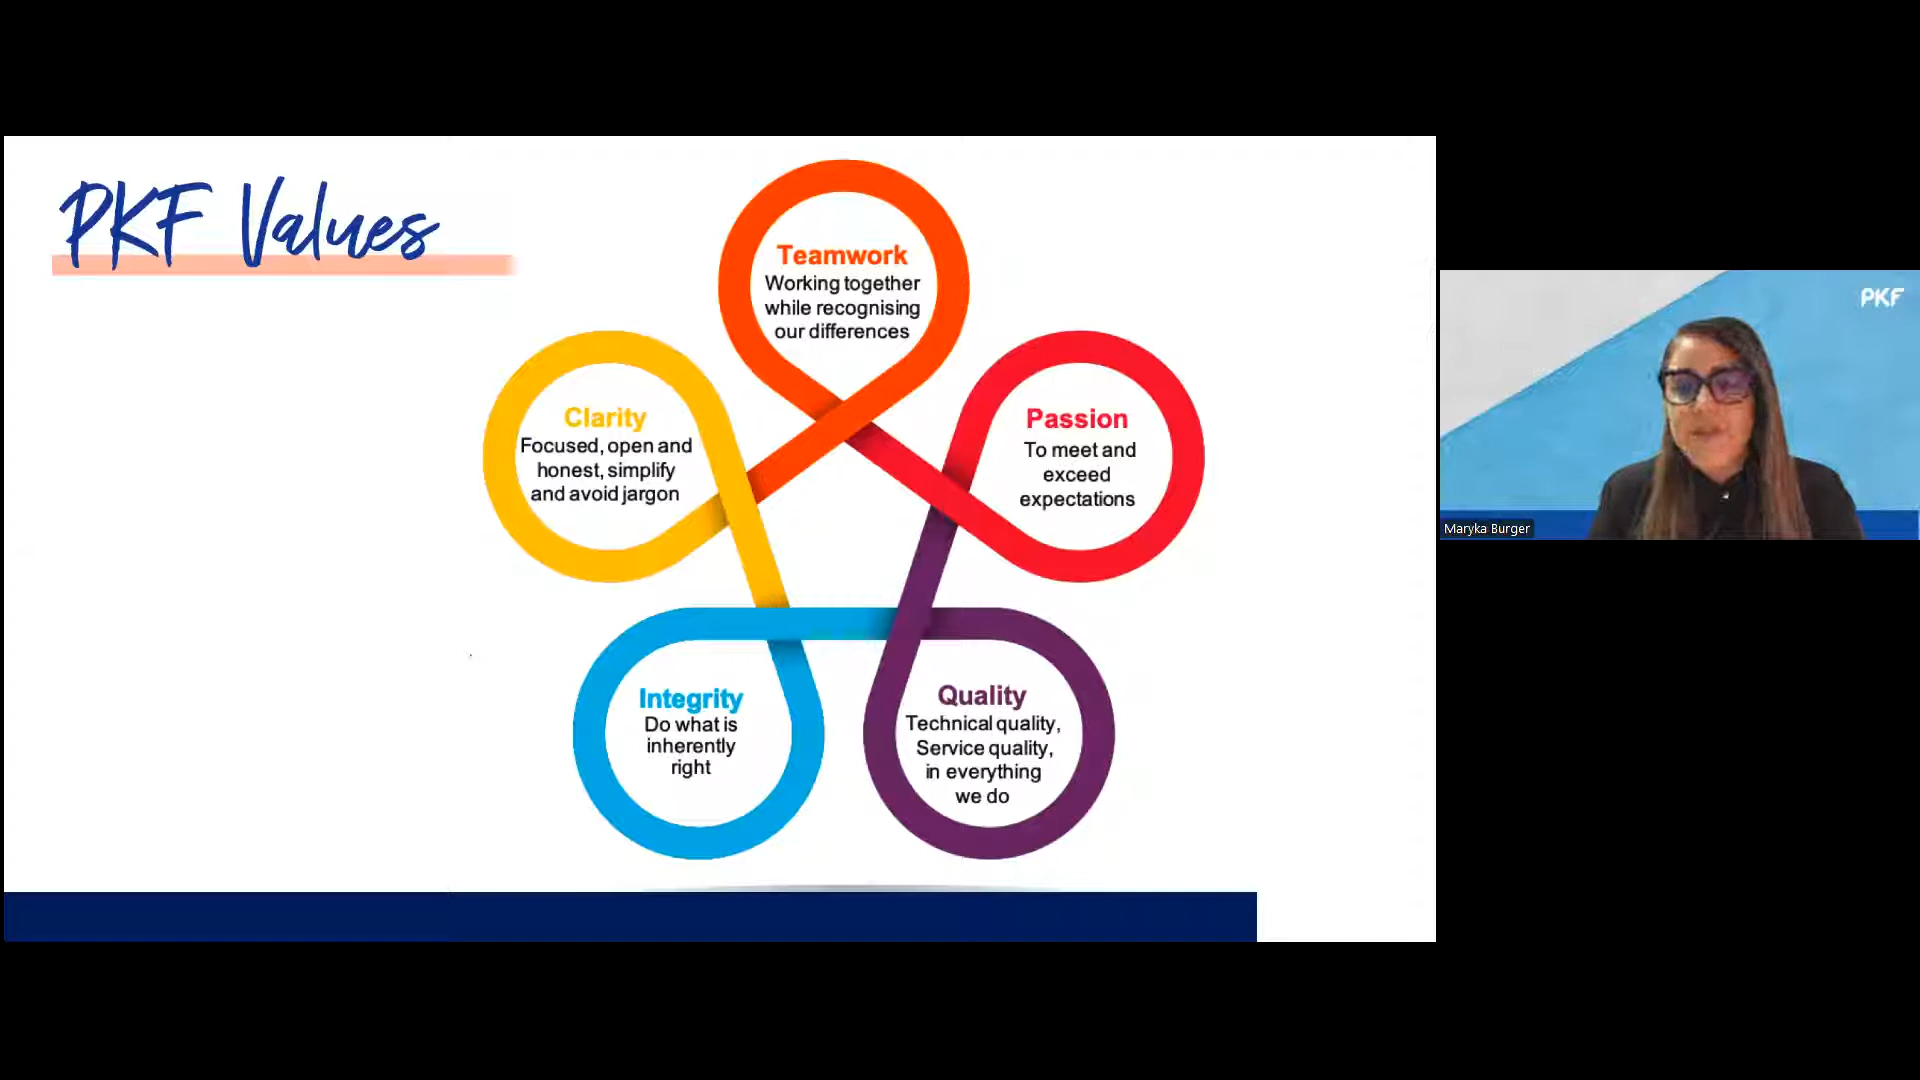 PKF Values
Teamwork
Working together
while recognising
our differences
Clarity
Focused, open and
honest, simplify
and avoid jargon
Passion
To meet and
exceed
expectations
Integrity
Do what is
inherently
right
Quality
Technical quality,
Service quality,
in everything
we do
PKF
Maryka Burger